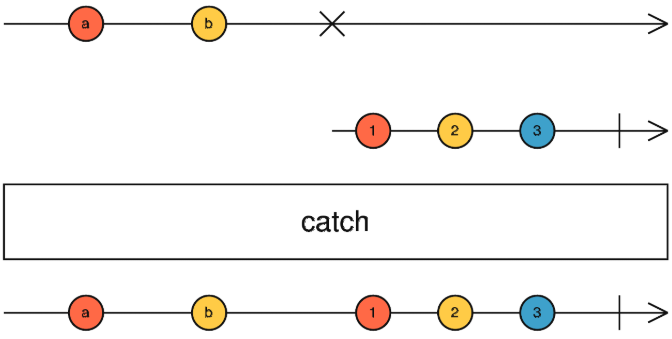 a b
1 2 3
catch
a b 1 2 3